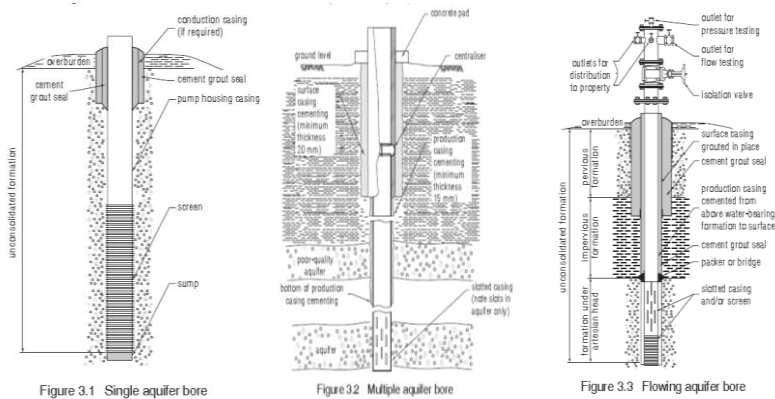 conduction casing
(if required)
overburden
cement
grout seal
cement grout seal
pump housing casing
unconsolidated formation
screen
sump
Figure 3.1 Single aquifer bore
concrete pad
ground level
centraliser
surface
casing
cementing
(minimum
thickness
20 mm)
production
casing
cementing
(minimum
thickness
15 mm)
poor-quality
aquifer
bottom of production
casing cementing
slotted casing
(note slots in
aquifer only)
aquifer
Figure 3.2 Multiple aquifer bore
outlet for
pressure testing
outlets for
distribution
to property
outlet for
flow testing
isolation valve
overburden
surface casing
grouted in place
cement grout seal
production casing
cemented from
above water-bearing
formation to surface
cement grout seal
packer or bridge
slotted casing
and/or screen
unconsolidated formation
pervious
formation
impervious
formation
formation under
artesian head
Figure 3.3 Flowing aquifer bore